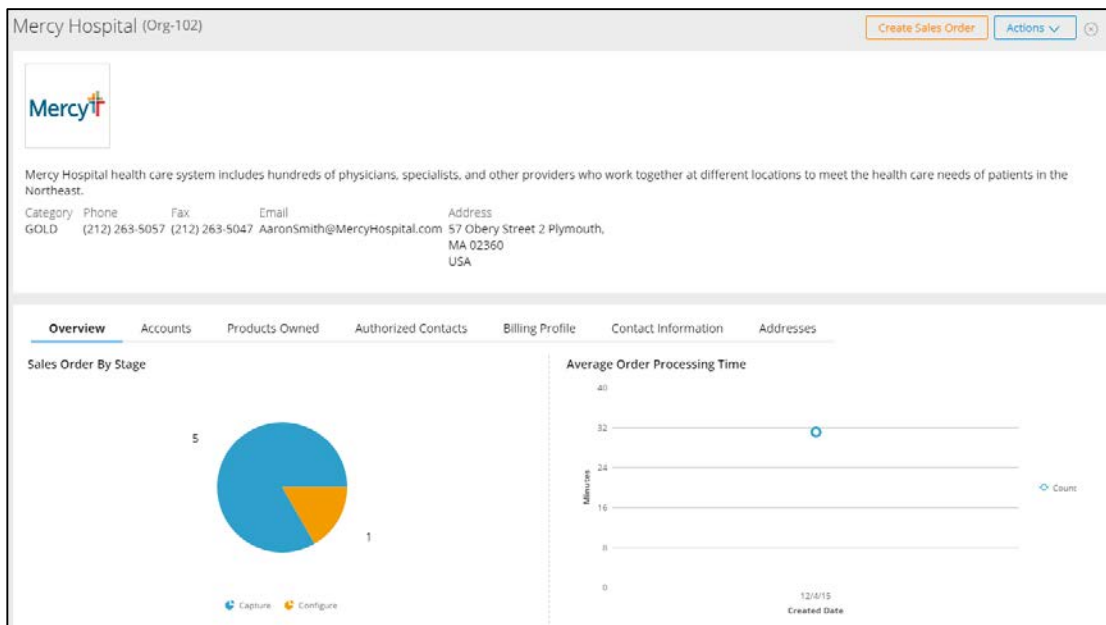 Mercy Hospital (Org-102)
Create Sales Order
Actions
Mercy
Mercy Hospital health care system includes hundreds of physicians, specialists, and other providers who work together at different locations to meet the health care needs of patients in the
Northeast.
Category Phone Fax Email Address
GOLD (212) 263-5057 (212) 263-5047 AaronSmith@MercyHospital.com 57 Obery Street 2 Plymouth,
MA 02360
USA
Overview Accounts Products Owned Authorized Contacts Billing Profile Contact Information Addresses
Sales Order By Stage
5
1
Capture Configure
Average Order Processing Time
40
32
24
16
8
0
Minutes
Count
12/4/15
Created Date